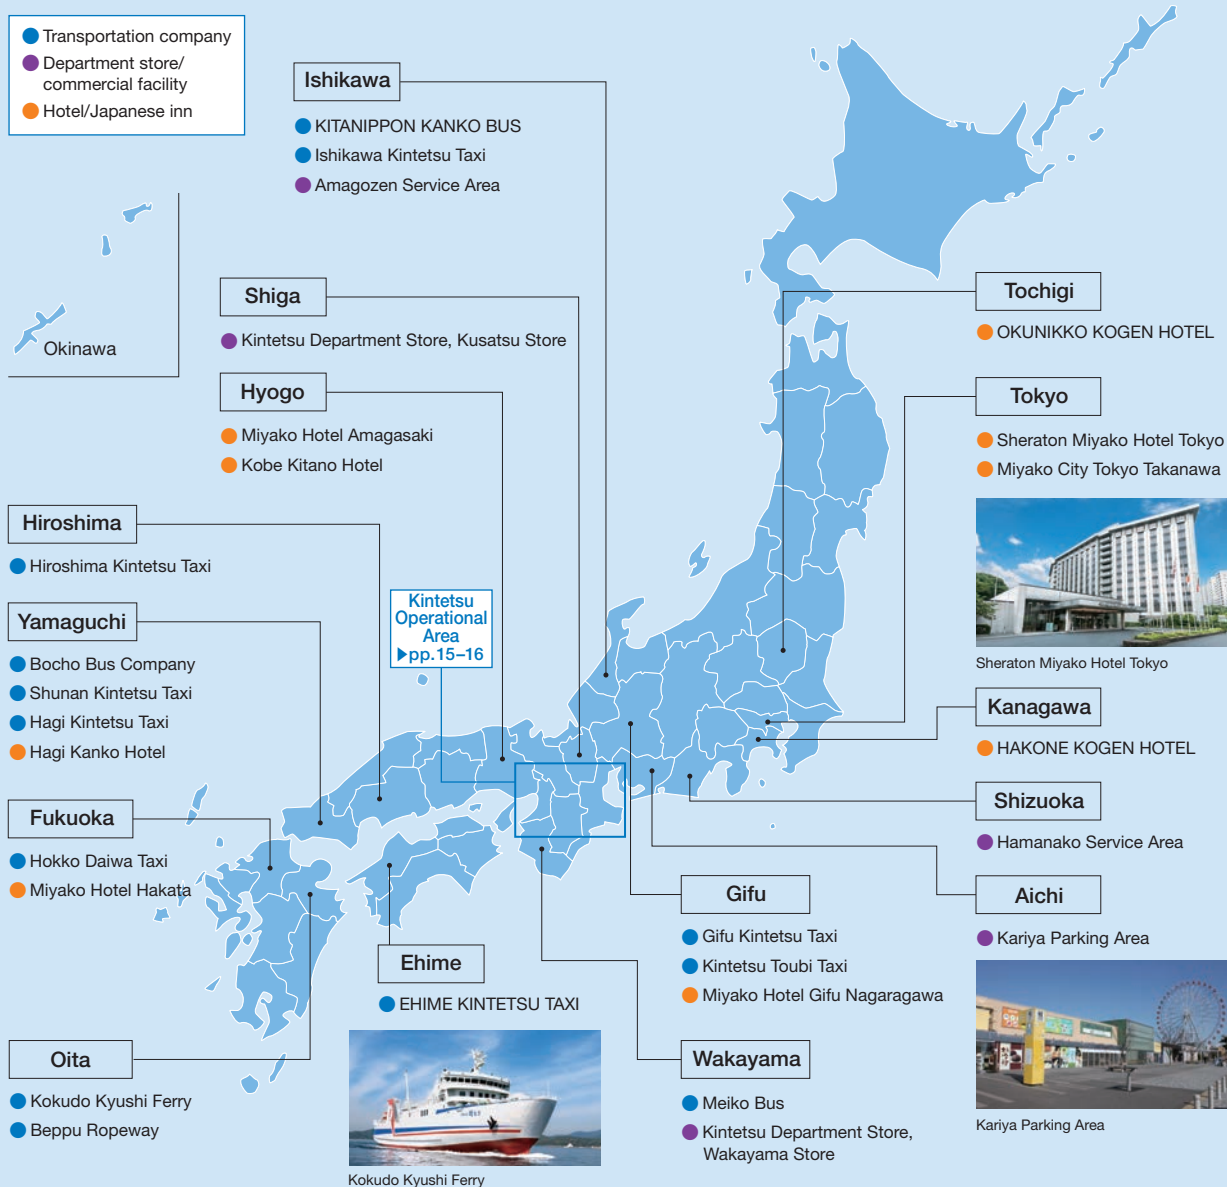 Transportation company
Department store/
commercial facility
Hotel/Japanese inn
Okinawa
Ishikawa
KITANIPPON KANKO BUS
Ishikawa Kintetsu Taxi
Amagozen Service Area
Shiga
Kintetsu Department Store, Kusatsu Store
Hyogo
Miyako Hotel Amagasaki
Kobe Kitano Hotel
Hiroshima
Hiroshima Kintetsu Taxi
Yamaguchi
Bocho Bus Company
Shunan Kintetsu Taxi
Hagi Kintetsu Taxi
Hagi Kanko Hotel
Fukuoka
Hokko Daiwa Taxi
Miyako Hotel Hakata
Oita
Kokudo Kyushi Ferry
Beppu Ropeway
Kintetsu
Operational
Area
▶pp.15–16
Ehime
EHIME KINTETSU TAXI
Kokudo Kyushi Ferry
Gifu
Gifu Kintetsu Taxi
Kintetsu Toubi Taxi
Miyako Hotel Gifu Nagaragawa
Wakayama
Meiko Bus
Kintetsu Department Store,
Wakayama Store
Tochigi
OKUNIKKO KOGEN HOTEL
Tokyo
Sheraton Miyako Hotel Tokyo
Miyako City Tokyo Takanawa
Sheraton Miyako Hotel Tokyo
Kanagawa
HAKONE KOGEN HOTEL
Shizuoka
Hamanako Service Area
Aichi
Kariya Parking Area
Kariya Parking Area